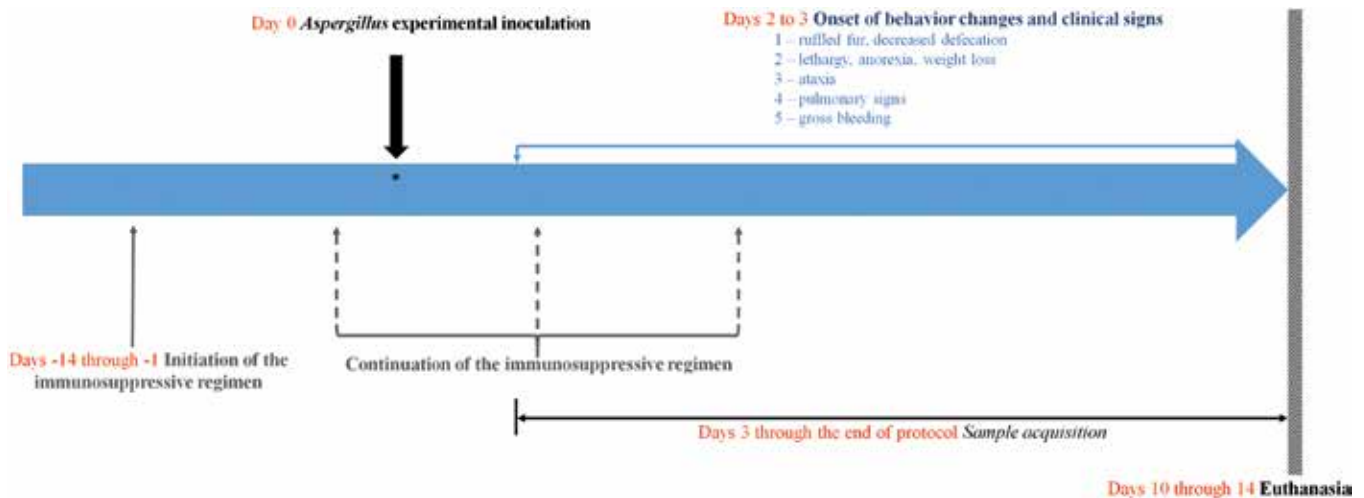 Day 0 Aspergillus experimental inoculation
Days 2 to 3 Onset of behavior changes and clinical signs
1 – ruffled fur, decreased defecation
2 – lethargy, anorexia, weight loss
3 – ataxia
4 – pulmonary signs
5 – gross bleeding
*
Days -14 through -1 Initiation of the
immunosuppressive regimen
Continuation of the immunosuppressive regimen
Days 3 through the end of protocol Sample acquisition
Days 10 through 14 Euthanasia